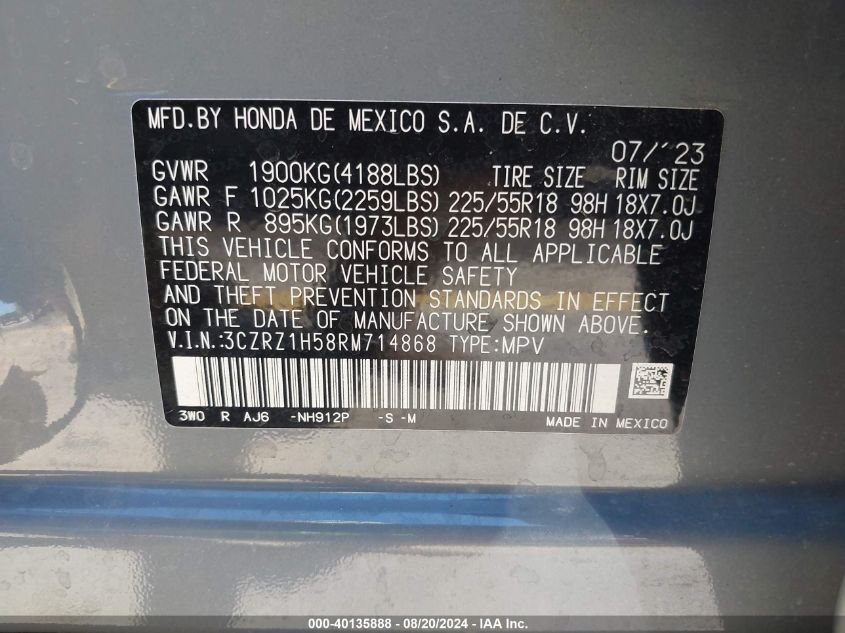 MFD.BY HONDA DE MEXICO S.A. DE C.V.
07/´23
GVWR 1900KG(4188LBS) TIRE SIZE RIM SIZE
GAWR F 1025KG(2259LBS) 225/55R18 98H 18X7.0J
GAWR R 895KG(1973LBS) 225/55R18 98H 18X7.0J
THIS VEHICLE CONFORMS TO ALL APPLICABLE
FEDERAL MOTOR VEHICLE SAFETY
AND THEFT PREVENTION STANDARDS IN EFFECT
ON THE DATE OF MANUFACTURE SHOWN ABOVE.
V.I.N.:3CZRZ1H58RM714868 TYPE:MPV
3W0 R AJ6 -NH912P -S -M MADE IN MEXICO
000-40135888 - 08/20/2024 - IAA Inc.